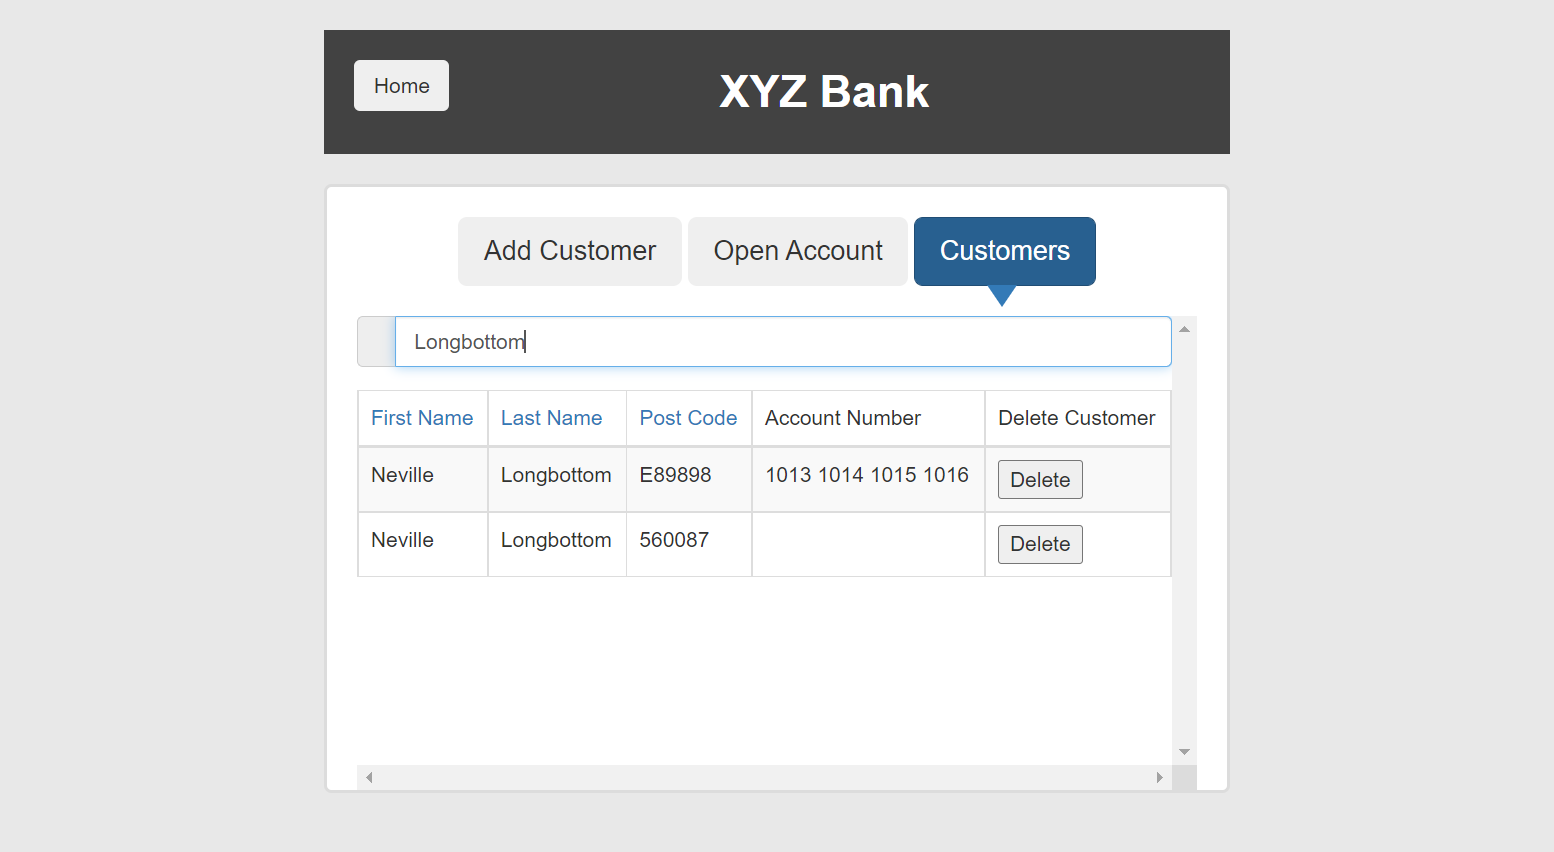 Home
XYZ Bank
Add Customer Open Account Customers
Longbottom
First Name Last Name Post Code Account Number Delete Customer
Neville Longbottom E89898 1013 1014 1015 1016 Delete
Neville Longbottom 560087 Delete